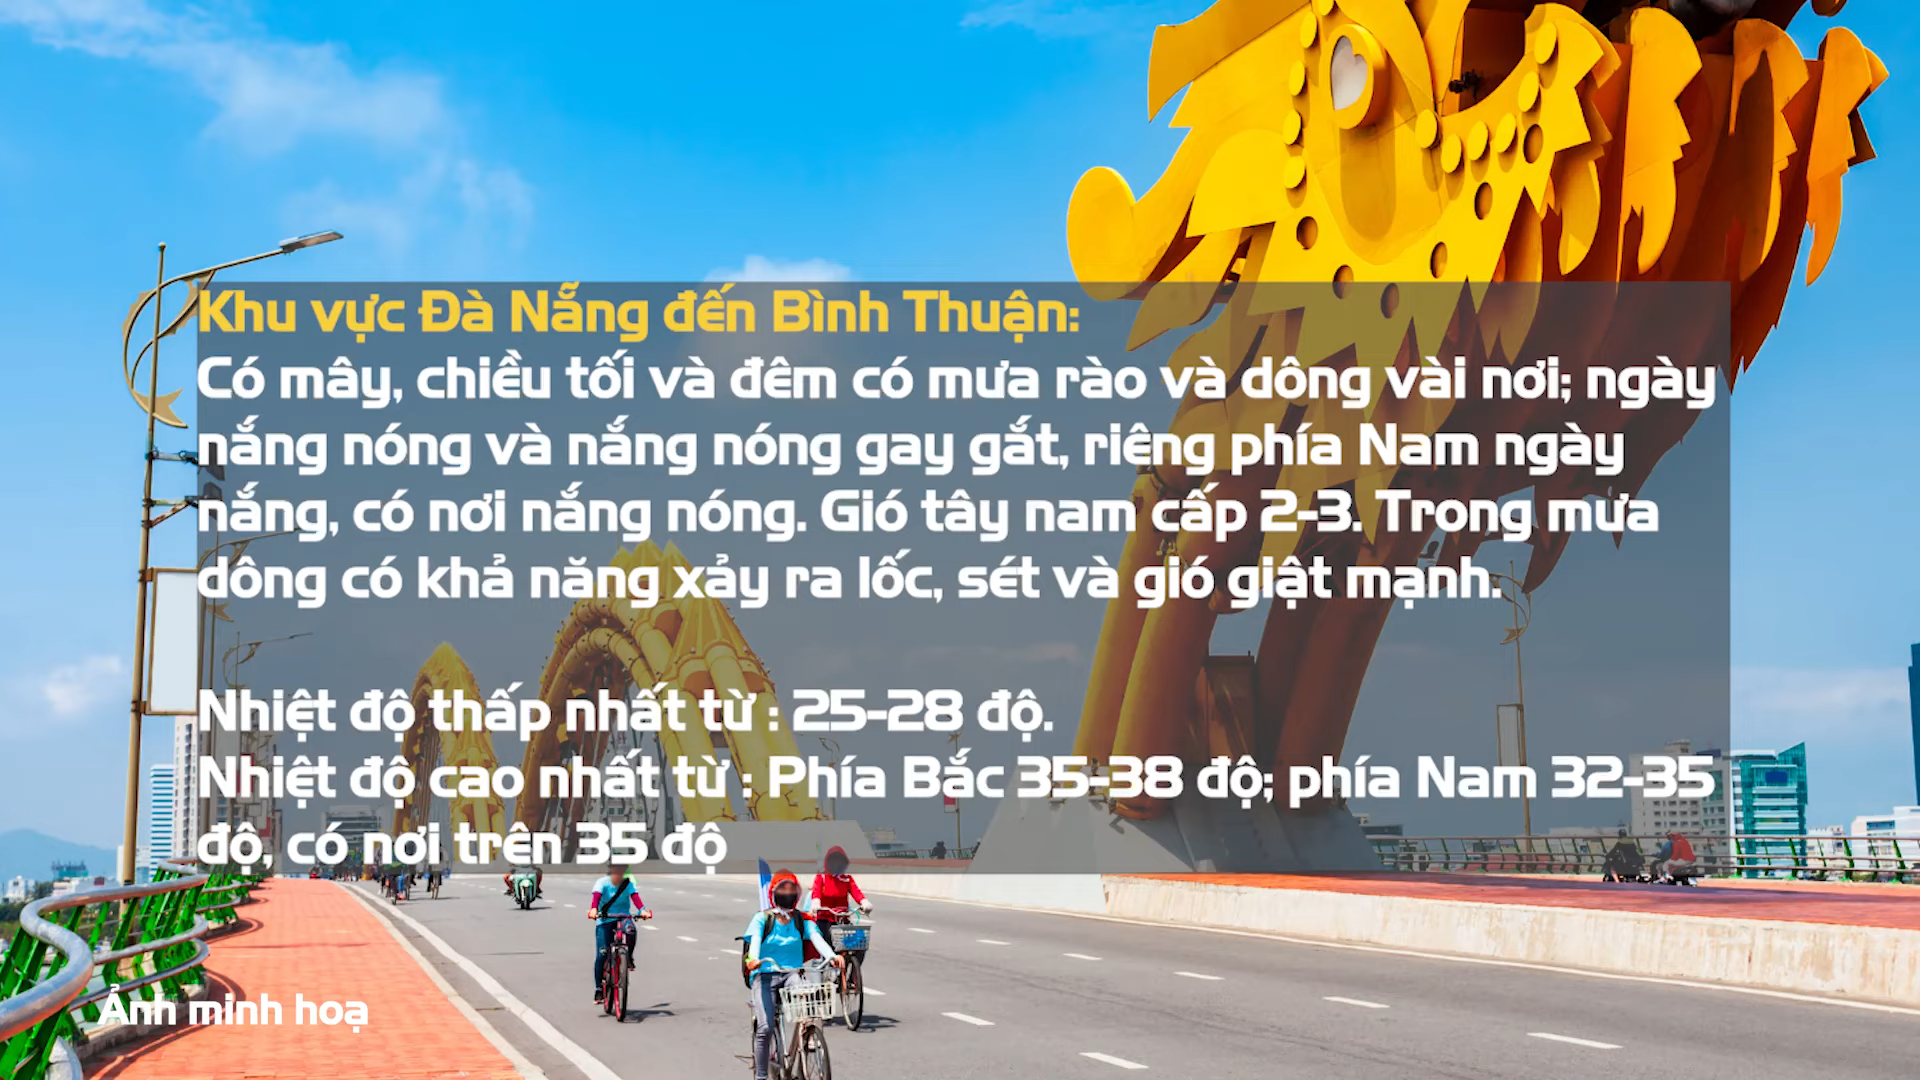 Khu vực Đà Nẵng đến Bình Thuận:
Có mây, chiều tối và đêm có mưa rào và dông vài nơi; ngày
nắng nóng và nắng nóng gay gắt, riêng phía Nam ngày
nắng, có nơi nắng nóng. Gió tây nam cấp 2-3. Trong mưa
dông có khả năng xảy ra lốc, sét và gió giật mạnh.
Nhiệt độ thấp nhất từ : 25-28 độ.
Nhiệt độ cao nhất từ : Phía Bắc 35-38 độ; phía Nam 32-35
độ, có nơi trên 35 độ
Ảnh minh hoạ